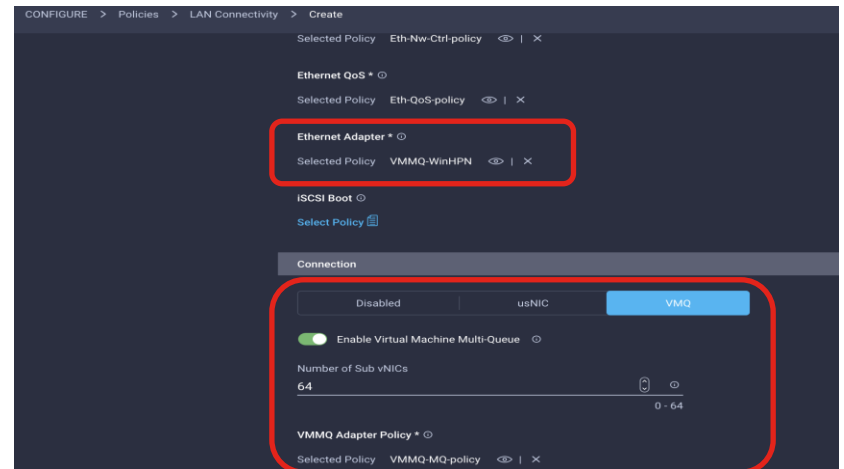 CONFIGURE > Policies > LAN Connectivity > Create
Selected Policy Eth-Nw-Ctrl-policy | ×
Ethernet QoS *
Selected Policy Eth-QoS-policy | ×
Ethernet Adapter *
Selected Policy VMMQ-WinHPN | ×
iSCSI Boot
Select Policy
Connection
Disabled usNIC VMQ
Enable Virtual Machine Multi-Queue
Number of Sub vNICs
64
0 - 64
VMMQ Adapter Policy *
Selected Policy VMMQ-MQ-policy | ×